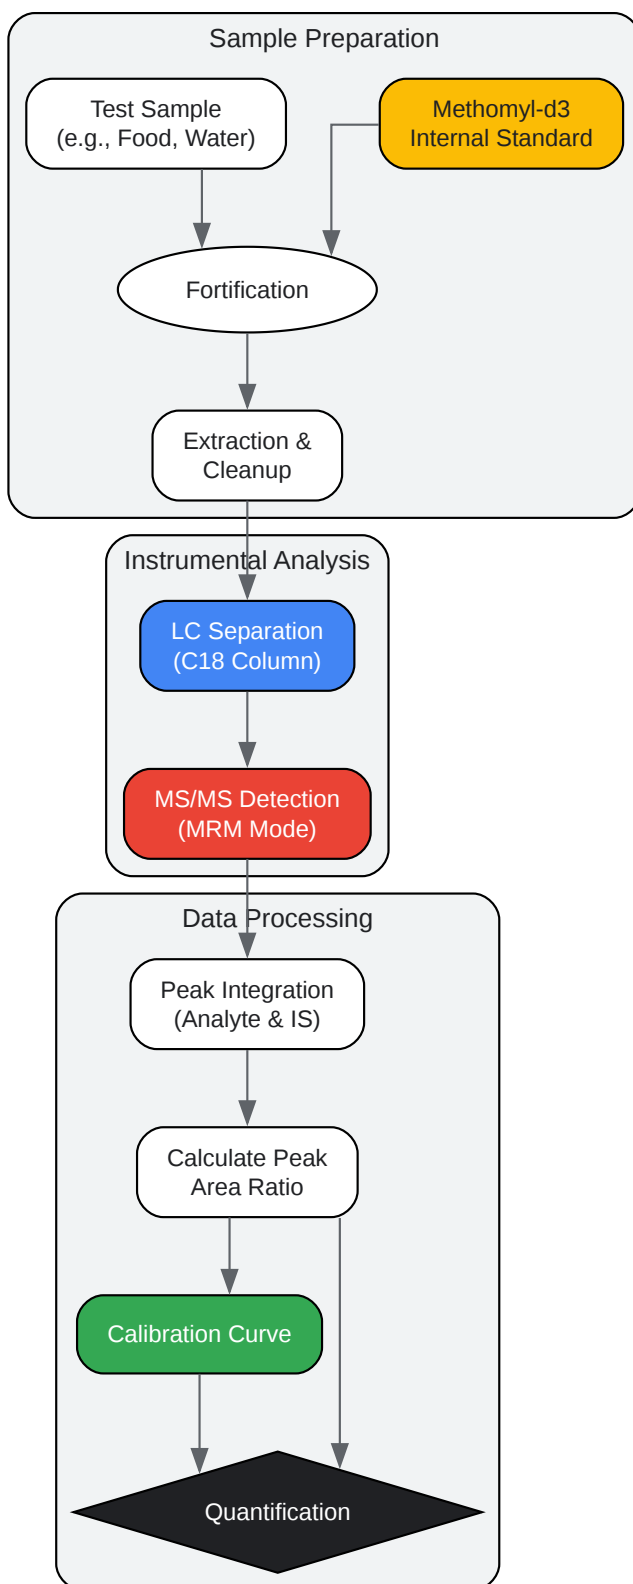 Sample Preparation
Test Sample
(e.g., Food, Water)
Methomyl-d3
Internal Standard
Fortification
Extraction &
Cleanup
Instrumental Analysis
LC Separation
(C18 Column)
MS/MS Detection
(MRM Mode)
Data Processing
Peak Integration
(Analyte & IS)
Calculate Peak
Area Ratio
Calibration Curve
Quantification